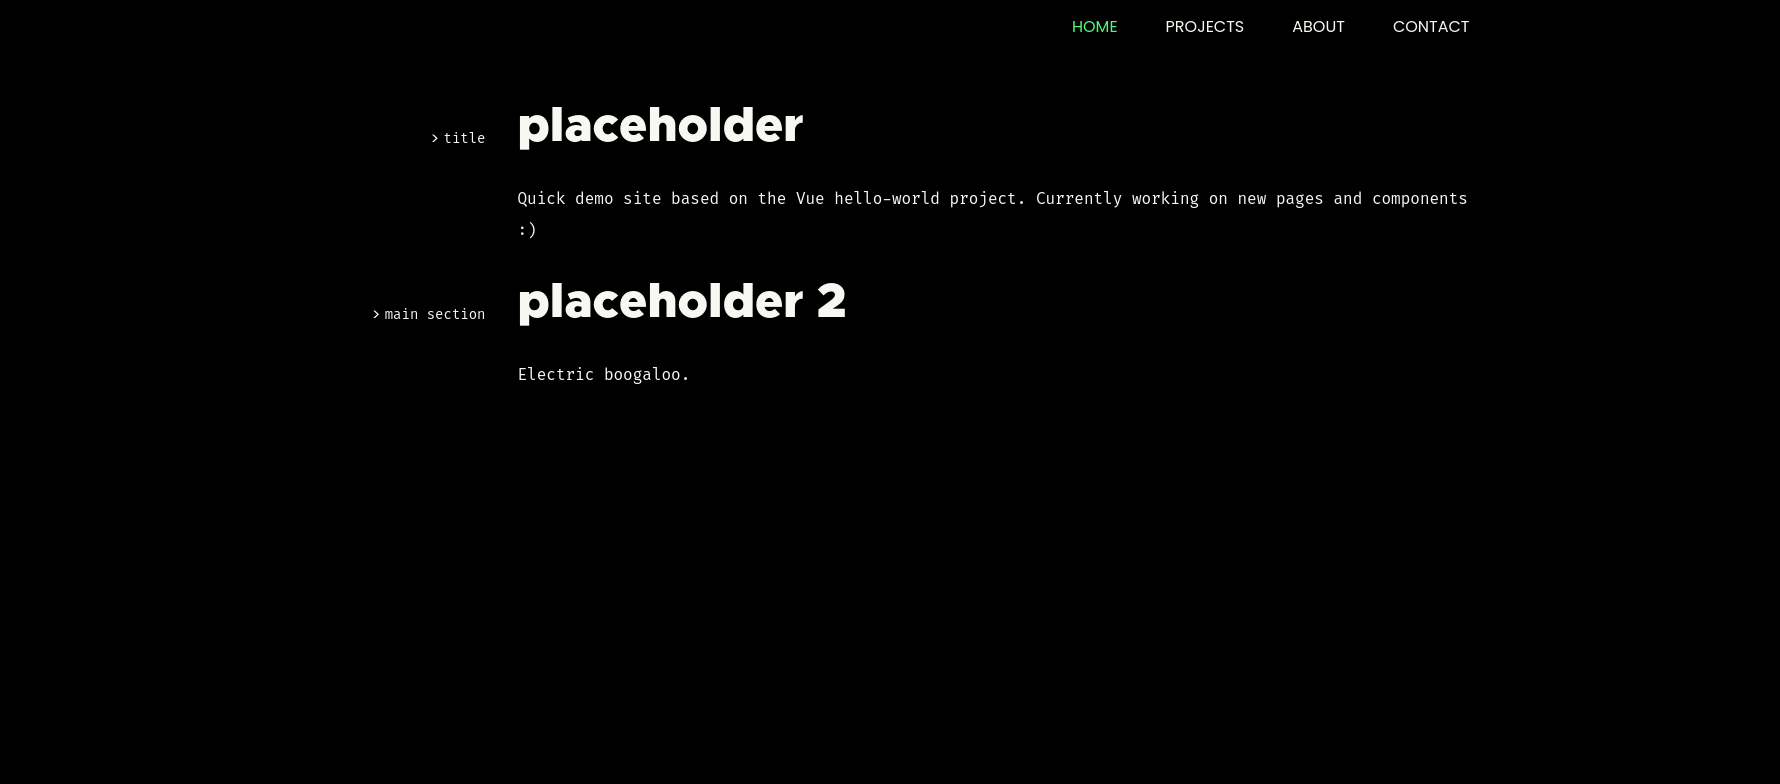 HOME PROJECTS ABOUT CONTACT
> title
placeholder
Quick demo site based on the Vue hello-world project. Currently working on new pages and components
:)
> main section
placeholder 2
Electric boogaloo.